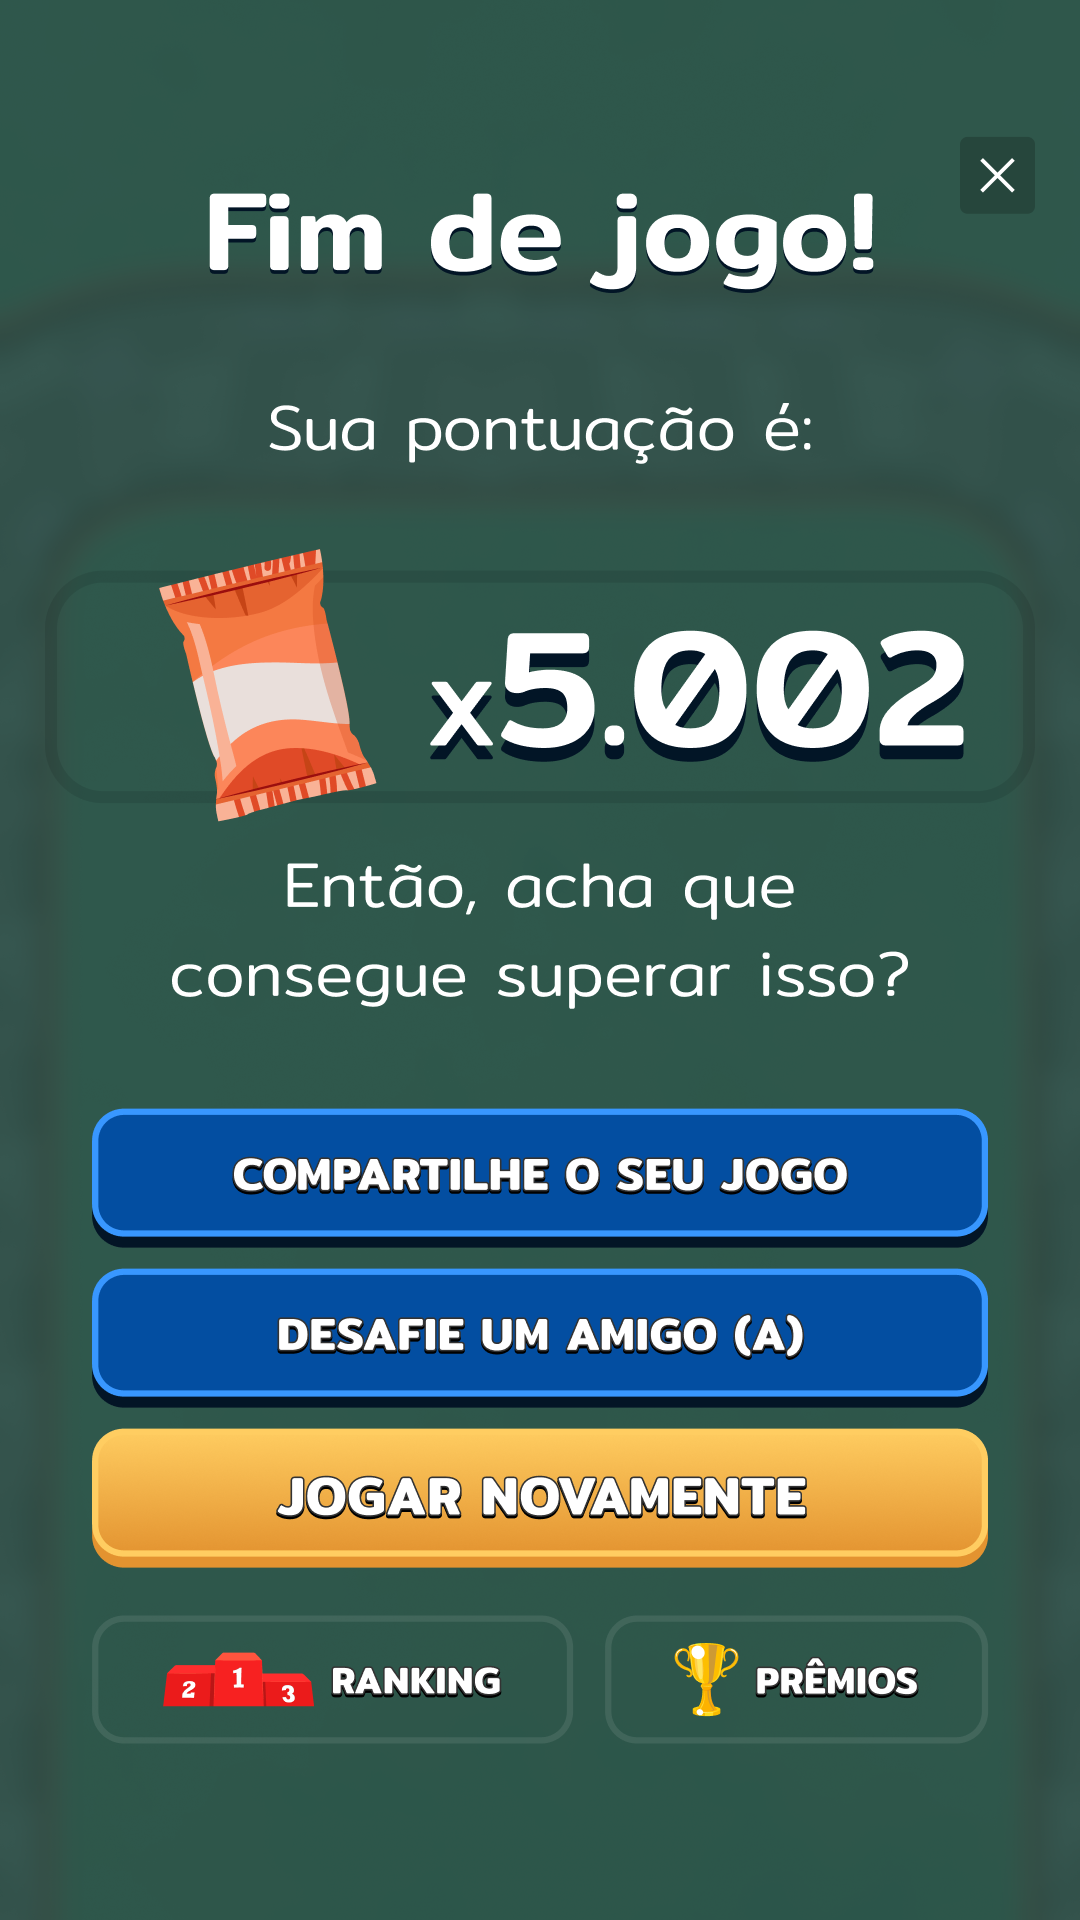 Fim de jogo!
Sua pontuação é:
x5.002
Então, acha que
consegue superar isso?
COMPARTILHE O SEU JOGO
DESAFIE UM AMIGO (A)
JOGAR NOVAMENTE
2 1 3 RANKING
PRÊMIOS